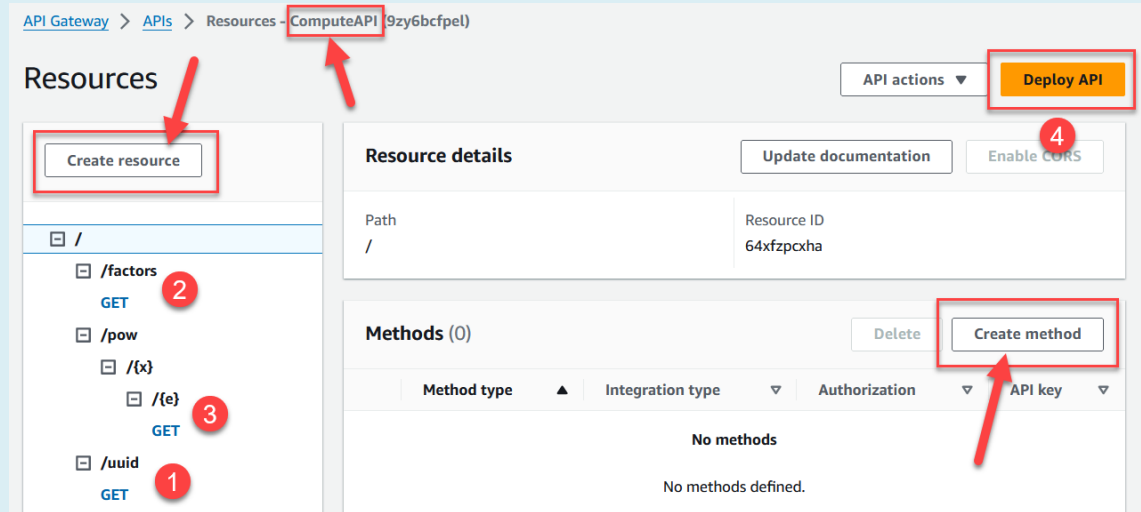 API Gateway > APIs > Resources - ComputeAPI (9zy6bcfpel)
Resources
API actions ▼
Deploy API
4
Create resource
/
/factors
GET
2
/pow
/{x}
/{e}
GET
3
/uuid
GET
1
Resource details
Update documentation
Enable CORS
Path
/
Resource ID
64xfzpcxha
Methods (0)
Delete
Create method
Method type
Integration type
Authorization
API key
No methods
No methods defined.